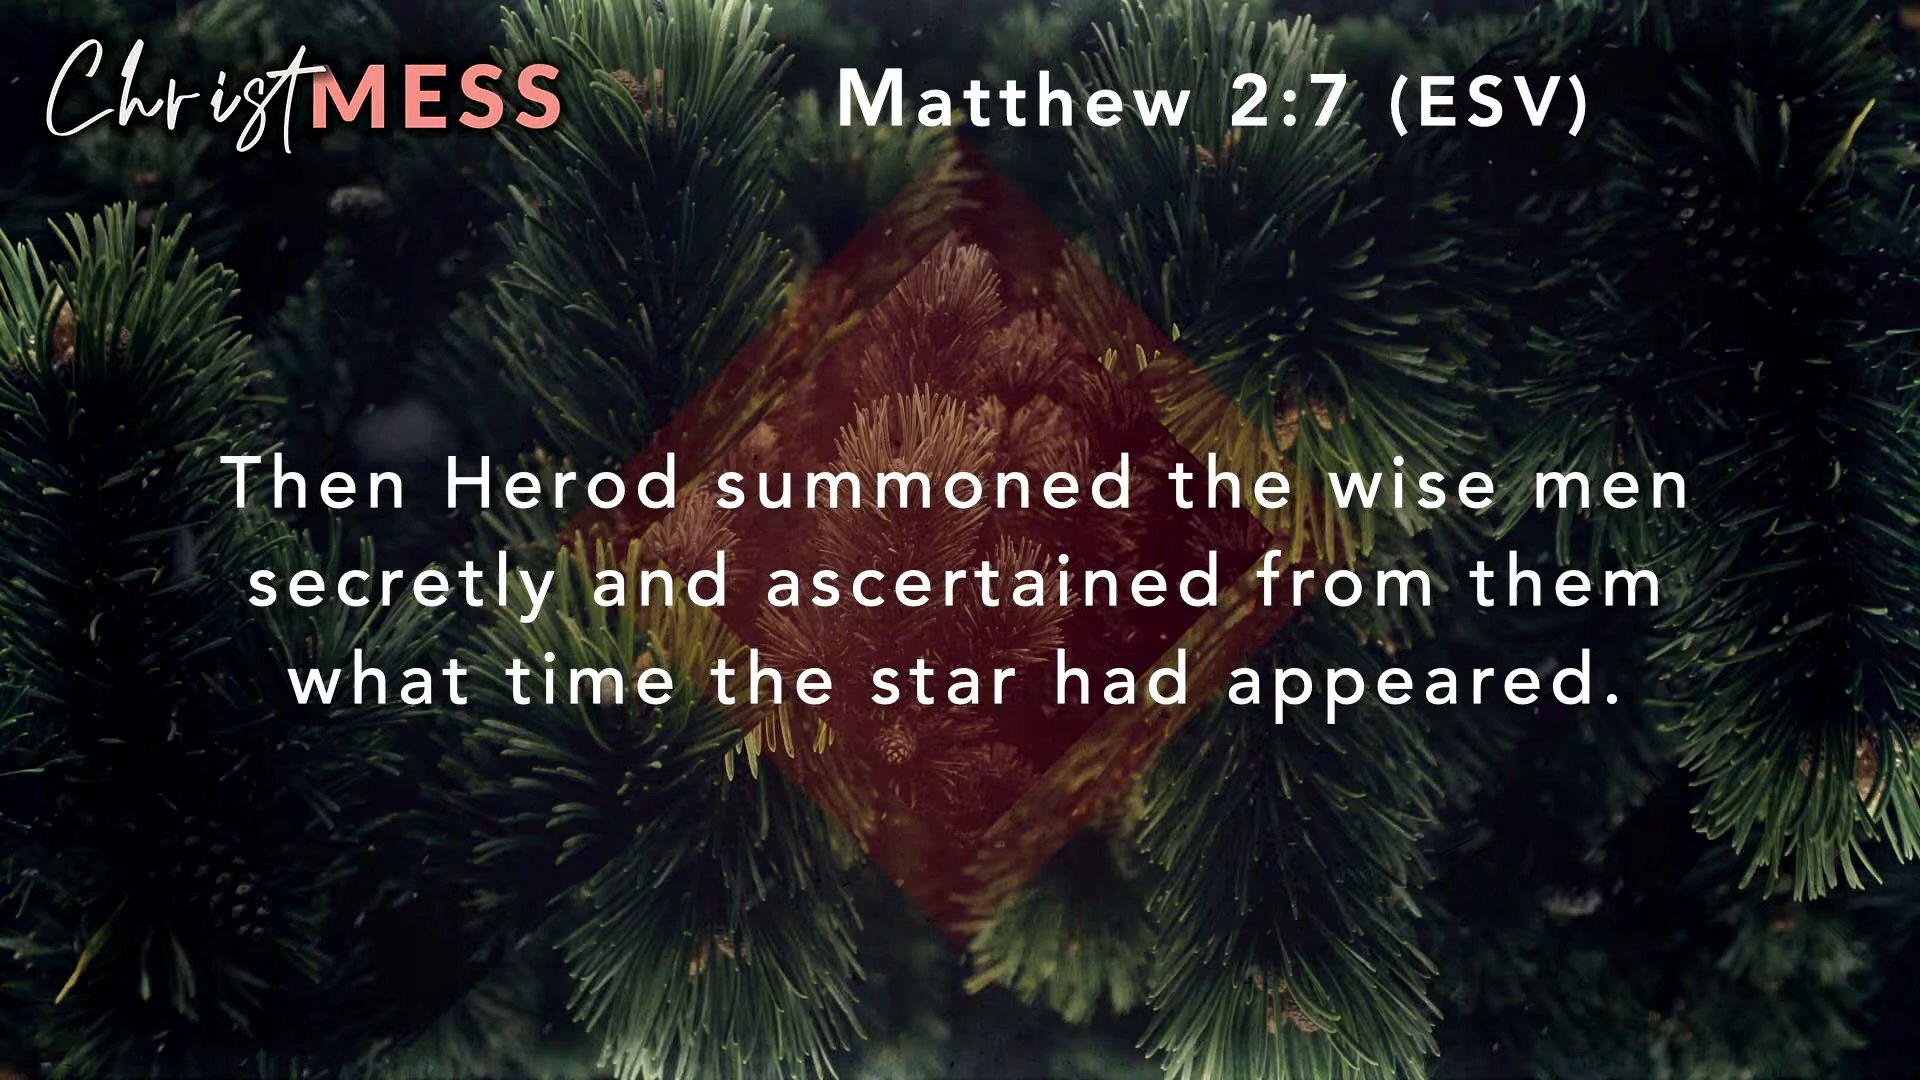 ChristMESS
Matthew 2:7 (ESV)
Then Herod summoned the wise men
secretly and ascertained from them
what time the star had appeared.